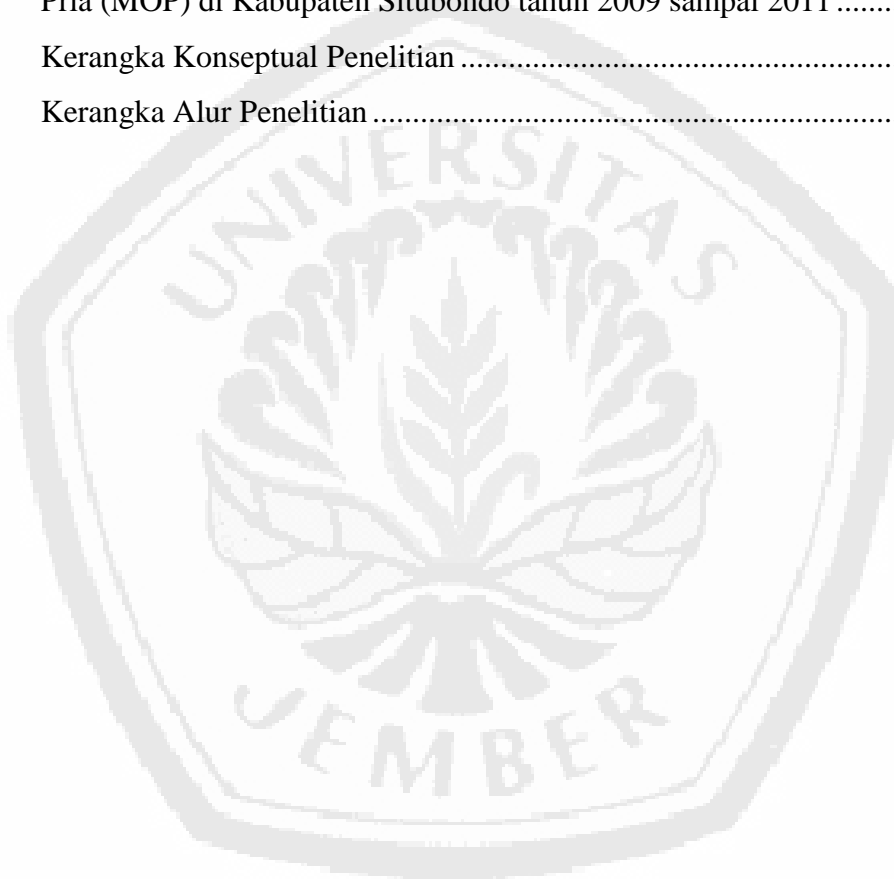 Pria (MOP) di Kabupaten Situbondo tahun 2009 sampai 2011 .......
Kerangka Konseptual Penelitian .......................................................
Kerangka Alur Penelitian ..................................................................
UNIVERSITAS
JEMBER